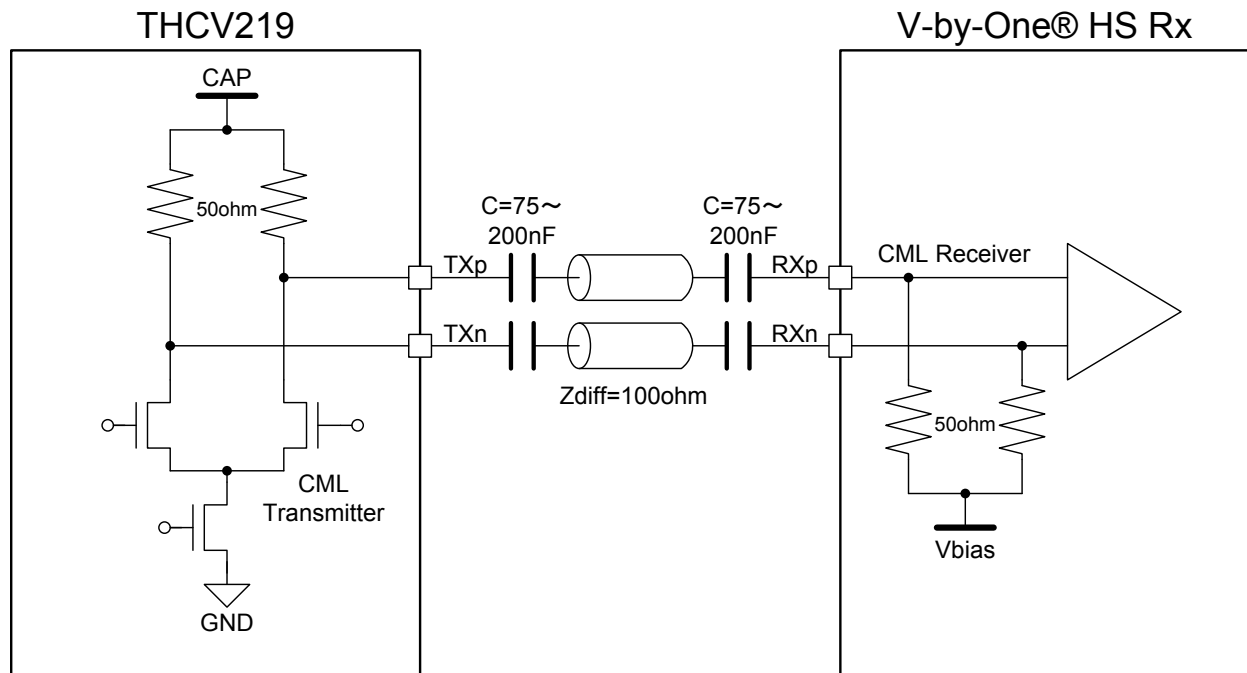 THCV219
V-by-One® HS Rx
CAP
50ohm
C=75～
200nF
C=75～
200nF
TXp
RXp
CML Receiver
TXn
RXn
Zdiff=100ohm
50ohm
CML
Transmitter
Vbias
GND